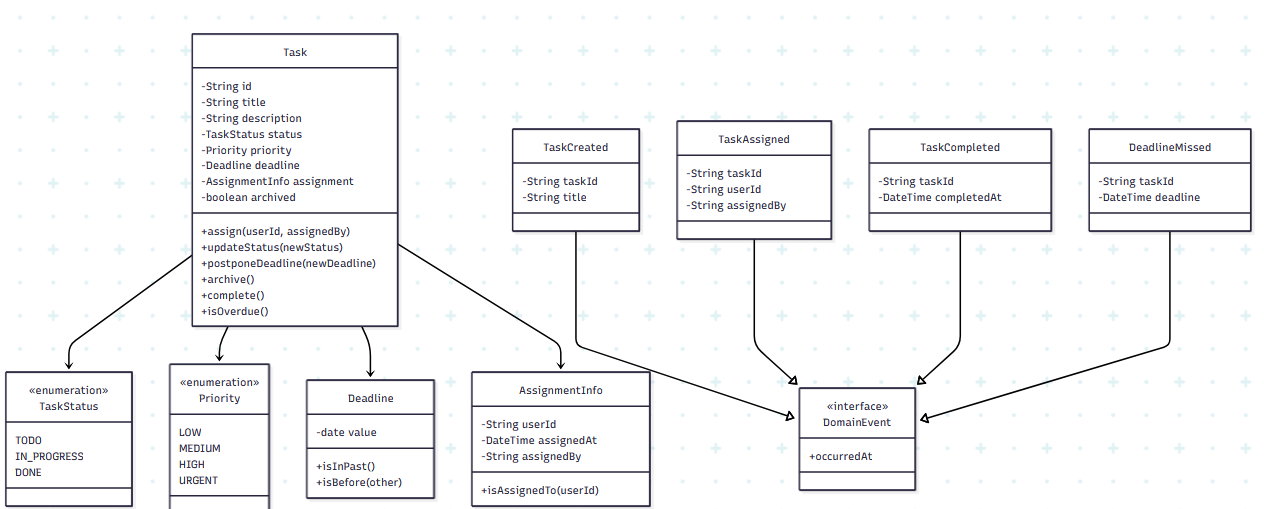 Task
-String id
-String title
-String description
-TaskStatus status
-Priority priority
-Deadline deadline
-AssignmentInfo assignment
-boolean archived
+assign(userId, assignedBy)
+updateStatus(newStatus)
+postponeDeadline(newDeadline)
+archive()
+complete()
+isOverdue()
TaskCreated
-String taskId
-String title
TaskAssigned
-String taskId
-String userId
-String assignedBy
TaskCompleted
-String taskId
-DateTime completedAt
DeadlineMissed
-String taskId
-DateTime deadline
«enumeration»
TaskStatus
TODO
IN_PROGRESS
DONE
«enumeration»
Priority
LOW
MEDIUM
HIGH
URGENT
Deadline
-date value
+isInPast()
+isBefore(other)
AssignmentInfo
-String userId
-DateTime assignedAt
-String assignedBy
+isAssignedTo(userId)
«interface»
DomainEvent
+occurredAt